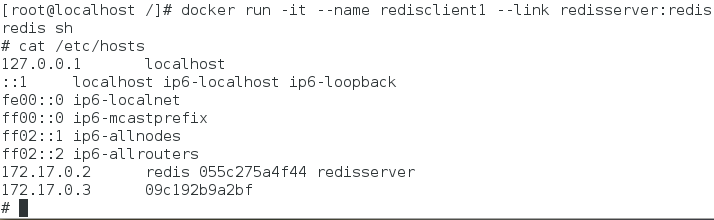 [root@localhost /]# docker run -it --name redisclient1 --link redisserver:redis
redis sh
# cat /etc/hosts
127.0.0.1       localhost
::1     localhost ip6-localhost ip6-loopback
fe00::0 ip6-localnet
ff00::0 ip6-mcastprefix
ff02::1 ip6-allnodes
ff02::2 ip6-allrouters
172.17.0.2      redis 055c275a4f44 redisserver
172.17.0.3      09c192b9a2bf
#